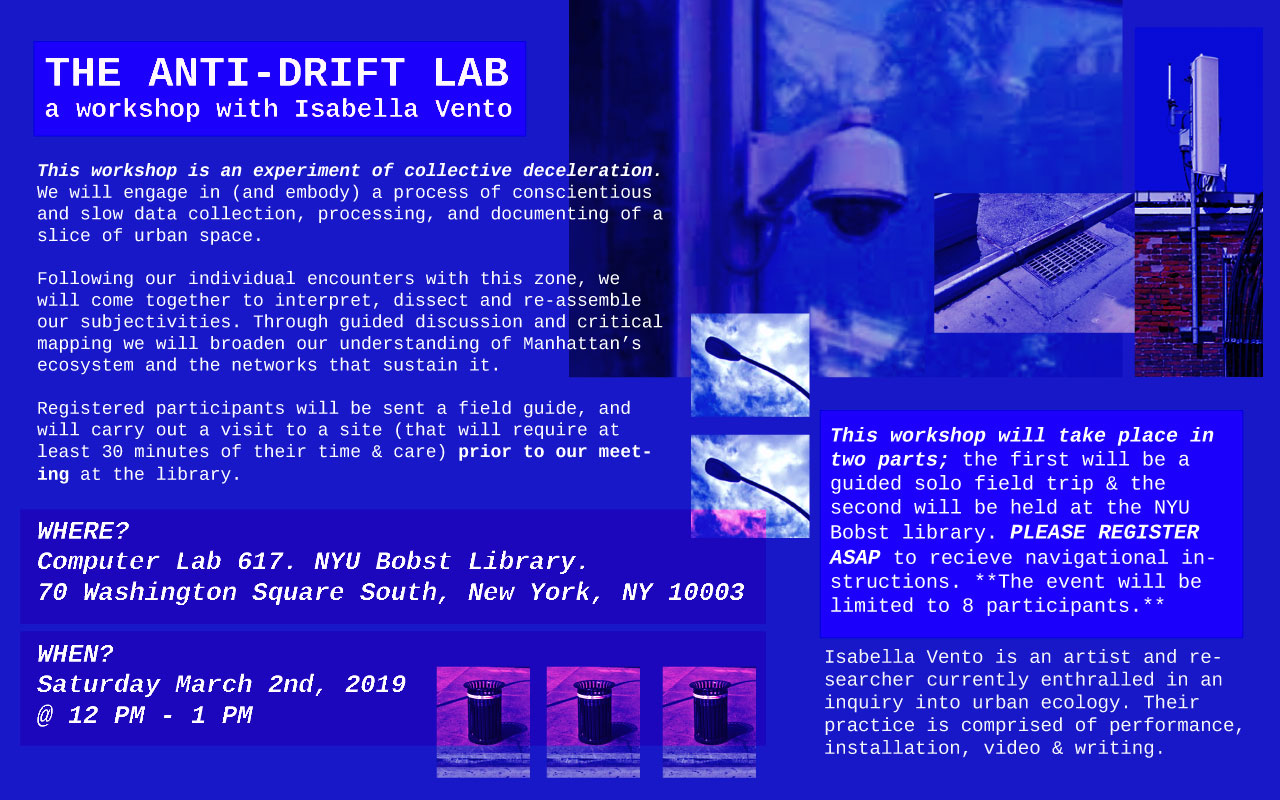 THE ANTI-DRIFT LAB
a workshop with Isabella Vento
This workshop is an experiment of collective deceleration.
We will engage in (and embody) a process of conscientious
and slow data collection, processing, and documenting of a
slice of urban space.
Following our individual encounters with this zone, we
will come together to interpret, dissect and re-assemble
our subjectivities. Through guided discussion and critical
mapping we will broaden our understanding of Manhattan’s
ecosystem and the networks that sustain it.
Registered participants will be sent a field guide, and
will carry out a visit to a site (that will require at
least 30 minutes of their time & care) prior to our meet-
ing at the library.
WHERE?
Computer Lab 617. NYU Bobst Library.
70 Washington Square South, New York, NY 10003
WHEN?
Saturday March 2nd, 2019
@ 12 PM - 1 PM
This workshop will take place in
two parts; the first will be a
guided solo field trip & the
second will be held at the NYU
Bobst library. PLEASE REGISTER
ASAP to recieve navigational in-
structions. **The event will be
limited to 8 participants.**
Isabella Vento is an artist and re-
searcher currently enthralled in an
inquiry into urban ecology. Their
practice is comprised of performance,
installation, video & writing.